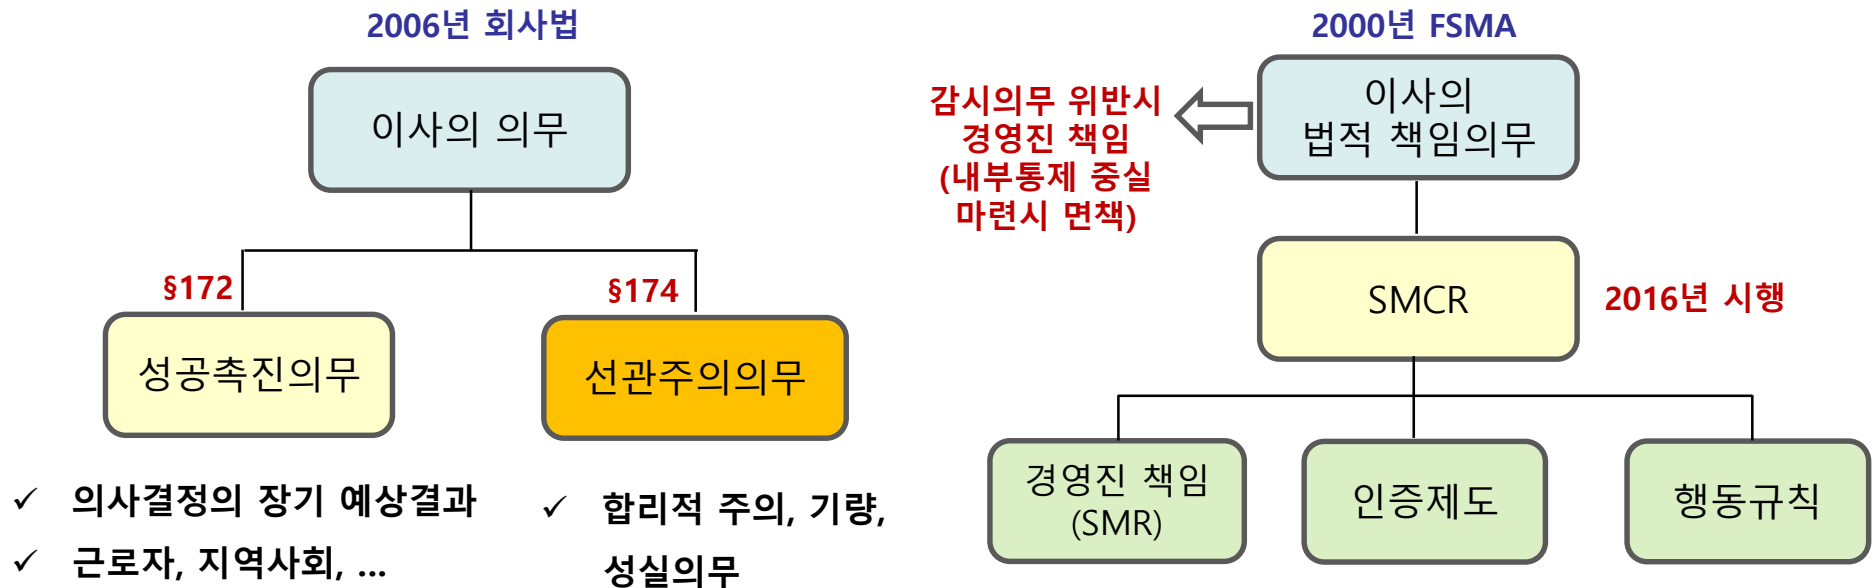 2006년 회사법
이사의 의무
§172
§174
성공촉진의무
선관주의의무
✓ 의사결정의 장기 예상결과
✓ 근로자, 지역사회, ...
✓ 합리적 주의, 기량,
성실의무
2000년 FSMA
이사의
법적 책임의무
감시의무 위반시
경영진 책임
(내부통제 중실
마련시 면책)
SMCR
2016년 시행
경영진 책임
(SMR)
인증제도
행동규칙